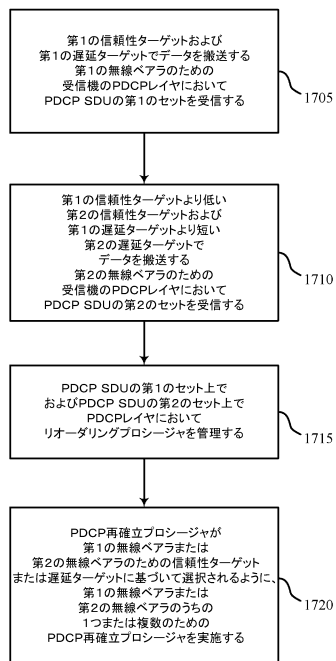 第1の信頼性ターゲットおよび
第1の遅延ターゲットでデータを搬送する
第1の無線ベアラのための
受信機のPDCPレイヤにおいて
PDCP SDUの第1のセットを受信する
1705
第1の信頼性ターゲットより低い
第2の信頼性ターゲットおよび
第1の遅延ターゲットより短い
第2の遅延ターゲットで
データを搬送する
第2の無線ベアラのための
受信機のPDCPレイヤにおいて
PDCP SDUの第2のセットを受信する
1710
PDCP SDUの第1のセット上で
およびPDCP SDUの第2のセット上で
PDCPレイヤにおいて
リオーダリングプロシージャを管理する
1715
PDCP再確立プロシージャが
第1の無線ベアラまたは
第2の無線ベアラのための信頼性ターゲット
または遅延ターゲットに基づいて選択されるように、
第1の無線ベアラまたは
第2の無線ベアラのうちの
1つまたは複数のための
PDCP再確立プロシージャを実施する
1720